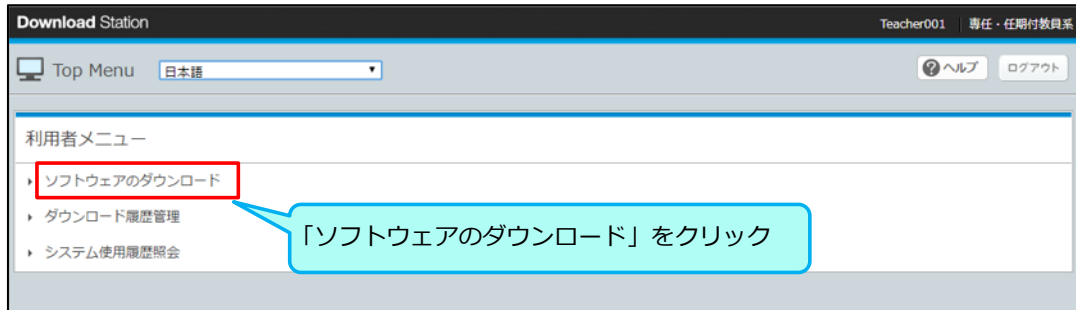 Download Station
Teacher001 専任・任期付教員系
Top Menu 日本語 ヘルプ ログアウト
利用者メニュー
ソフトウェアのダウンロード
ダウンロード履歴管理
システム使用履歴照会
「ソフトウェアのダウンロード」をクリック